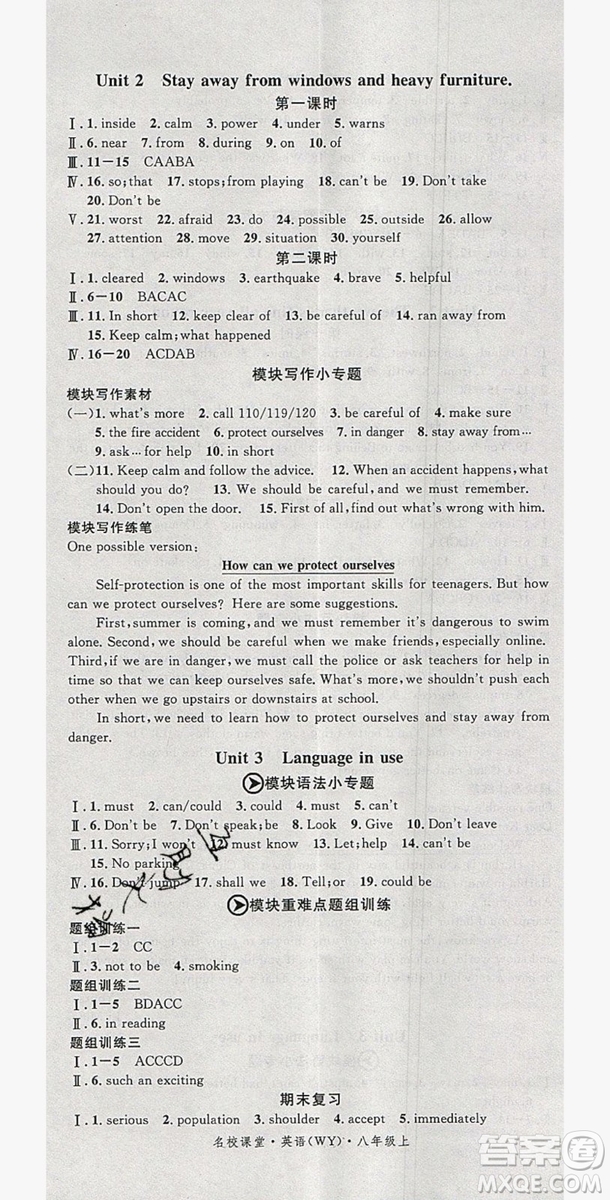 Unit 2 Stay away from windows and heavy furniture.
第一课时
Ⅰ. 1. inside 2. calm 3. power 4. under 5. warns
Ⅱ. 6. near 7. from 8. during 9. on 10. of
Ⅲ. 11—15 CAABA
Ⅳ. 16. so; that 17. stops; from playing 18. can't be 19. Don't take
20. Don't be
Ⅴ. 21. worst 22. afraid 23. do 24. possible 25. outside 26. allow
27. attention 28. move 29. situation 30. yourself
第二课时
Ⅰ. 1. cleared 2. windows 3. earthquake 4. brave 5. helpful
Ⅱ. 6—10 BACAC
Ⅲ. 11. In short 12. keep clear of 13. be careful of 14. ran away from
15. Keep calm; what happened
Ⅳ. 16—20 ACDAB
模块写作小专题
模块写作素材
(一)1. what's more 2. call 110/119/120 3. be careful of 4. make sure
5. the fire accident 6. protect ourselves 7. in danger 8. stay away from…
9. ask… for help 10. in short
(二)11. Keep calm and follow the advice. 12. When an accident happens, what
should you do? 13. We should be careful and we must remember.
14. Don't open the door. 15. First of all, find out what's wrong with him.
模块写作练笔
One possible version:
How can we protect ourselves
Self-protection is one of the most important skills for teenagers. But how
can we protect ourselves? Here are some suggestions.
First, summer is coming, and we must remember it's dangerous to swim
alone. Second, we should be careful when we make friends, especially online.
Third, if we are in danger, we must call the police or ask teachers for help in
time so that we can keep ourselves safe. What's more, we must not push each
other when we go upstairs or downstairs at school.
In short, we need to learn how to protect ourselves and stay away from
danger.
Unit 3 Language in use
模块语法小专题
Ⅰ. 1. must 2. can/could 3. could 4. must 5. can't
Ⅱ. 6. Don't be 7. Don't speak; be 8. Look 9. Give 10. Don't leave
Ⅲ. 11. Sorry; I won't 12. must know 13. Let; help 14. can't be
15. No parking
Ⅳ. 16. Don't jump 17. shall we 18. Tell; or 19. could be
模块重难点题组训练
题组训练一
Ⅰ. 1—2 CC
Ⅱ. 3. not to be 4. smoking
题组训练二
Ⅰ. 1—5 BDACC
Ⅱ. 6. in reading
题组训练三
Ⅰ. 1—5 ACCCD
Ⅱ. 6. such an exciting
期末复习
Ⅰ. 1. serious 2. population 3. shoulder 4. accept 5. immediately
名校课堂·英语(WY)·八年级上
答案圈
MXQE.COM